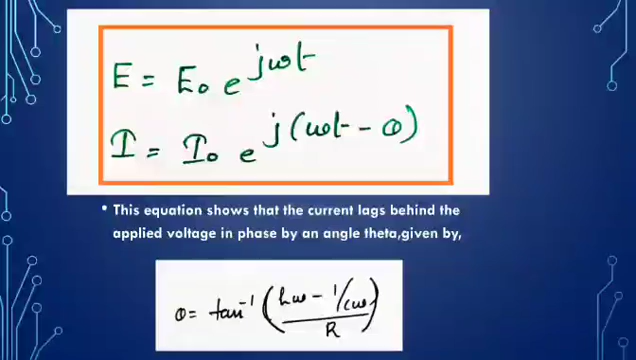 E = E₀ e^jωt
I = I₀ e^j(ωt - θ)
• This equation shows that the current lags behind the
applied voltage in phase by an angle theta,given by,
θ = tan⁻¹ ((Lω - 1/cω)/R)